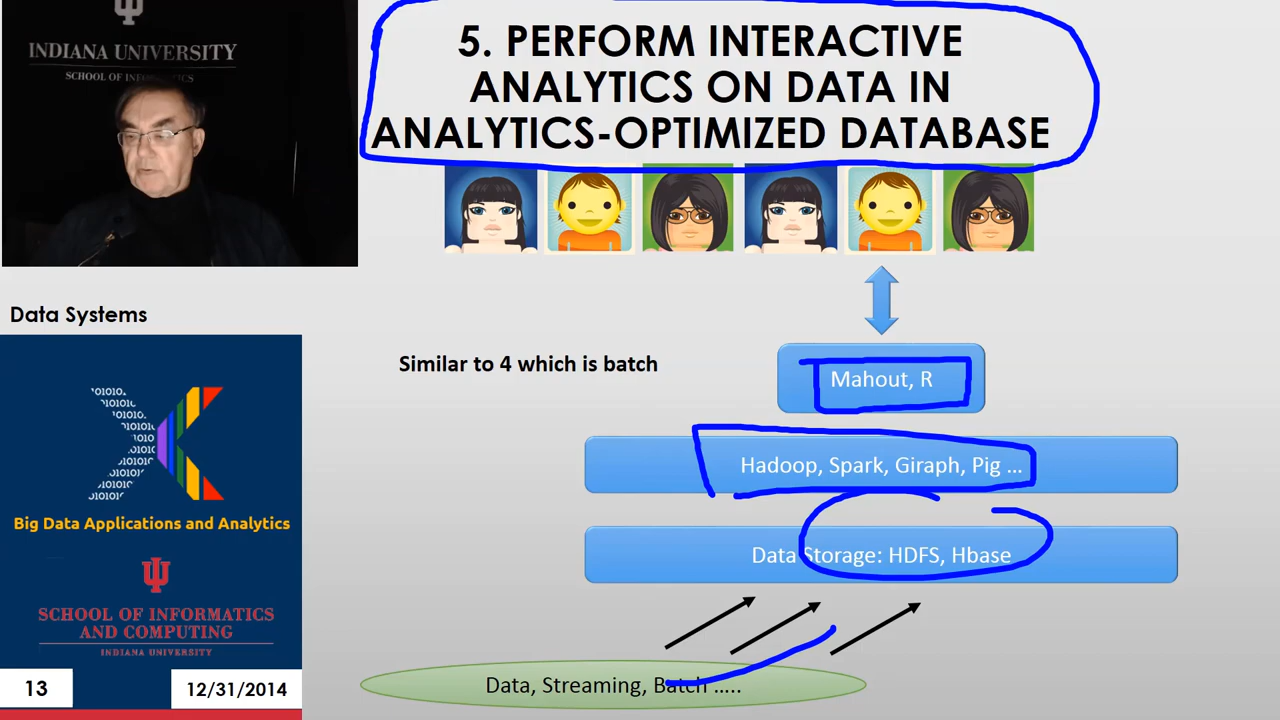 INDIANA UNIVERSITY
SCHOOL OF INFORMATICS
5. PERFORM INTERACTIVE
ANALYTICS ON DATA IN
ANALYTICS-OPTIMIZED DATABASE
Data Systems
Similar to 4 which is batch
Mahout, R
Hadoop, Spark, Giraph, Pig ...
Data Storage: HDFS, Hbase
Data, Streaming, Batch .....
Big Data Applications and Analytics
SCHOOL OF INFORMATICS
AND COMPUTING
INDIANA UNIVERSITY
13
12/31/2014